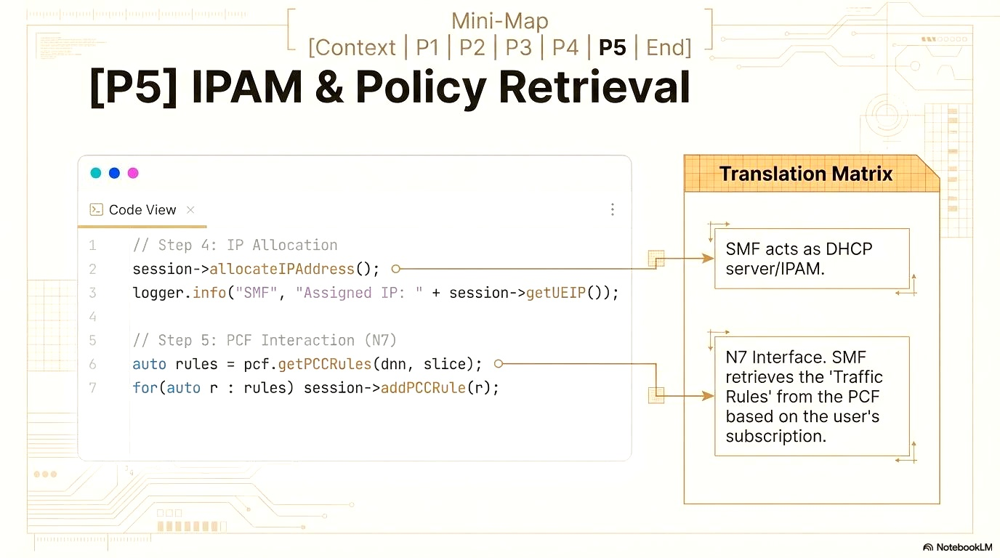 Mini-Map
[Context | P1 | P2 | P3 | P4 | P5 | End]
[P5] IPAM & Policy Retrieval
Code View
1 // Step 4: IP Allocation
2 session->allocateIPAddress();
3 logger.info("SMF", "Assigned IP: " + session->getUEIP());
4
5 // Step 5: PCF Interaction (N7)
6 auto rules = pcf.getPCCRules(dnn, slice);
7 for(auto r : rules) session->addPCCRule(r);
Translation Matrix
SMF acts as DHCP
server/IPAM.
N7 Interface. SMF
retrieves the 'Traffic
Rules' from the PCF
based on the user's
subscription.
NotebookLM